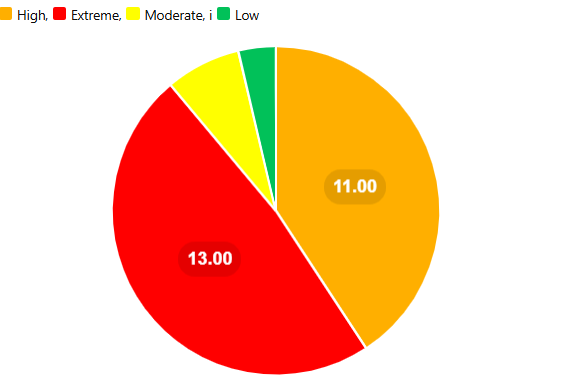 High, Extreme, Moderate, i Low
11.00
13.00